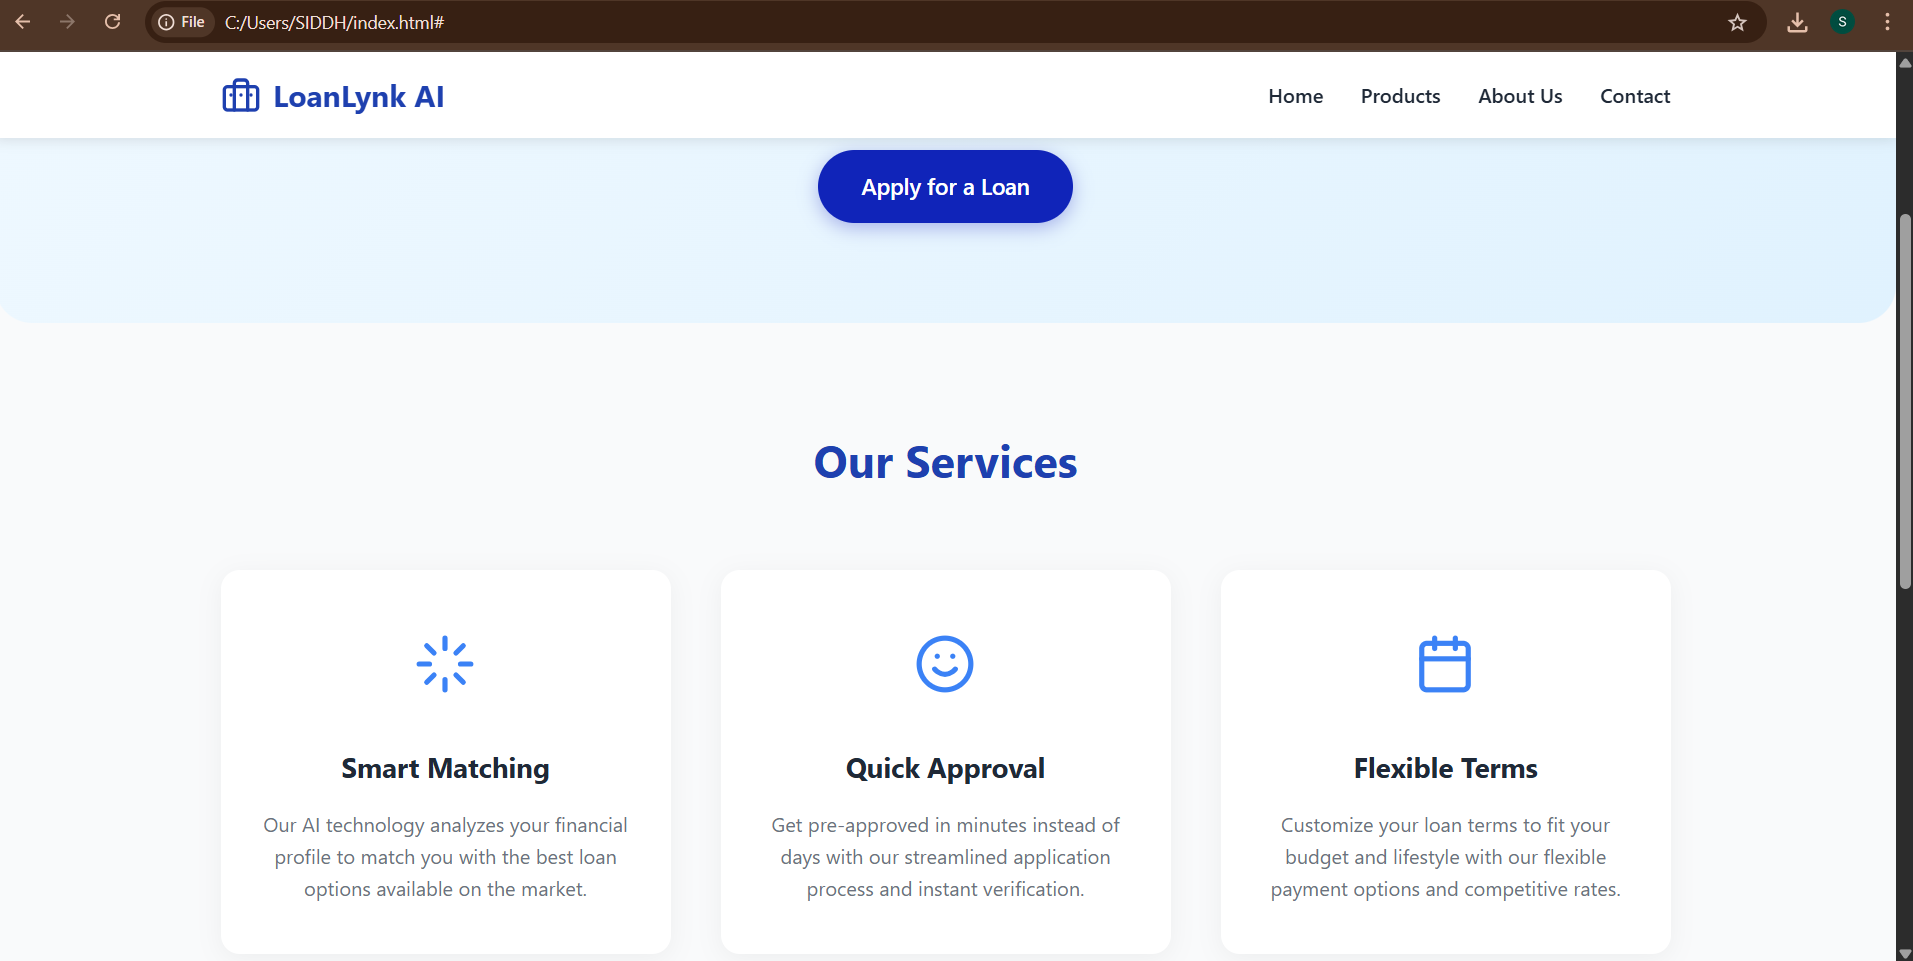 File C:/Users/SIDDH/index.html# S
LoanLynk AI Home Products About Us Contact
Apply for a Loan
Our Services
Smart Matching
Our AI technology analyzes your financial
profile to match you with the best loan
options available on the market.
Quick Approval
Get pre-approved in minutes instead of
days with our streamlined application
process and instant verification.
Flexible Terms
Customize your loan terms to fit your
budget and lifestyle with our flexible
payment options and competitive rates.